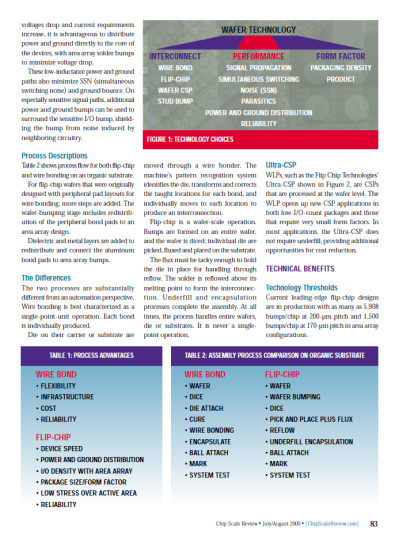 voltages drop and current requirements
increase, it is advantageous to distribute
power and ground directly to the core of
the devices, with area array solder bumps
to minimize voltage drop.
These low-inductance power and ground
paths also minimize SSN (simultaneous
switching noise) and ground bounce. On
especially sensitive signal paths, additional
power and ground bumps can be used to
surround the sensitive I/O bump, shield-
ing the bump from noise induced by
neighboring circuitry.
Process Descriptions
Table 2 shows process flow for both flip-chip
and wire bonding on an organic substrate.
For flip-chip wafers that were originally
designed with peripheral pad layouts for
wire bonding, more steps are added. The
wafer-bumping stage includes redistrib-
ution of the peripheral bond pads to an
area array design.
Dielectric and metal layers are added to
redistribute and connect the aluminum
bond pads to area array bumps.
The Differences
The two processes are substantially
different from an automation perspective.
Wire bonding is best characterized as a
single-point-unit operation. Each bond
is individually produced.
Die on their carrier or substrate are
WAFER TECHNOLOGY
INTERCONNECT
WIRE BOND
FLIP-CHIP
WAFER CSP
STUD BUMP
PERFORMANCE
SIGNAL PROPAGATION
SIMULTANEOUS SWITCHING
NOISE (SSN)
PARASITICS
POWER AND GROUND DISTRIBUTION
RELIABILITY
FORM FACTOR
PACKAGING DENSITY
PRODUCT
FIGURE 1: TECHNOLOGY CHOICES
moved through a wire bonder. The
machine's pattern recognition system
identifies the die, transforms and corrects
the taught locations for each bond, and
individually moves to each location to
produce an interconnection.
Flip-chip is a wafer-scale operation.
Bumps are formed on an entire wafer,
and the wafer is diced; individual die are
picked, fluxed and placed on the substrate.
The flux must be tacky enough to hold
the die in place for handling through
reflow. The solder is reflowed above its
melting point to form the interconnec-
tion. Underfill and encapsulation
processes complete the assembly. At all
times, the process handles entire wafers,
die or substrates. It is never a single-
point operation.
Ultra-CSP
WLPs, such as the Flip Chip Technologies'
Ultra-CSP shown in Figure 2, are CSPs
that are processed at the wafer level. The
WLP opens up new CSP applications in
both low-I/O-count packages and those
that require very small form factors. In
most applications, the Ultra-CSP does
not require underfill, providing additional
opportunities for cost reduction.
TECHNICAL BENEFITS
Technology Thresholds
Current leading-edge flip-chip designs
are in production with as many as 5,908
bumps/chip at 200-µm pitch and 1,500
bumps/chip at 170-µm pitch in area array
configurations.
TABLE 1: PROCESS ADVANTAGES
WIRE BOND
• FLEXIBILITY
• INFRASTRUCTURE
• COST
• RELIABILITY
FLIP-CHIP
• DEVICE SPEED
• POWER AND GROUND DISTRIBUTION
• I/O DENSITY WITH AREA ARRAY
• PACKAGE SIZE/FORM FACTOR
• LOW STRESS OVER ACTIVE AREA
• RELIABILITY
TABLE 2: ASSEMBLY PROCESS COMPARISON ON ORGANIC SUBSTRATE
WIRE BOND
• WAFER
• DICE
• DIE ATTACH
• CURE
• WIRE BONDING
• ENCAPSULATE
• BALL ATTACH
• MARK
• SYSTEM TEST
FLIP-CHIP
• WAFER
• WAFER BUMPING
• DICE
• PICK AND PLACE PLUS FLUX
• REFLOW
• UNDERFILL ENCAPSULATION
• BALL ATTACH
• MARK
• SYSTEM TEST
Chip Scale Review • July/August 2000 • [ChipScaleReview.com] 83